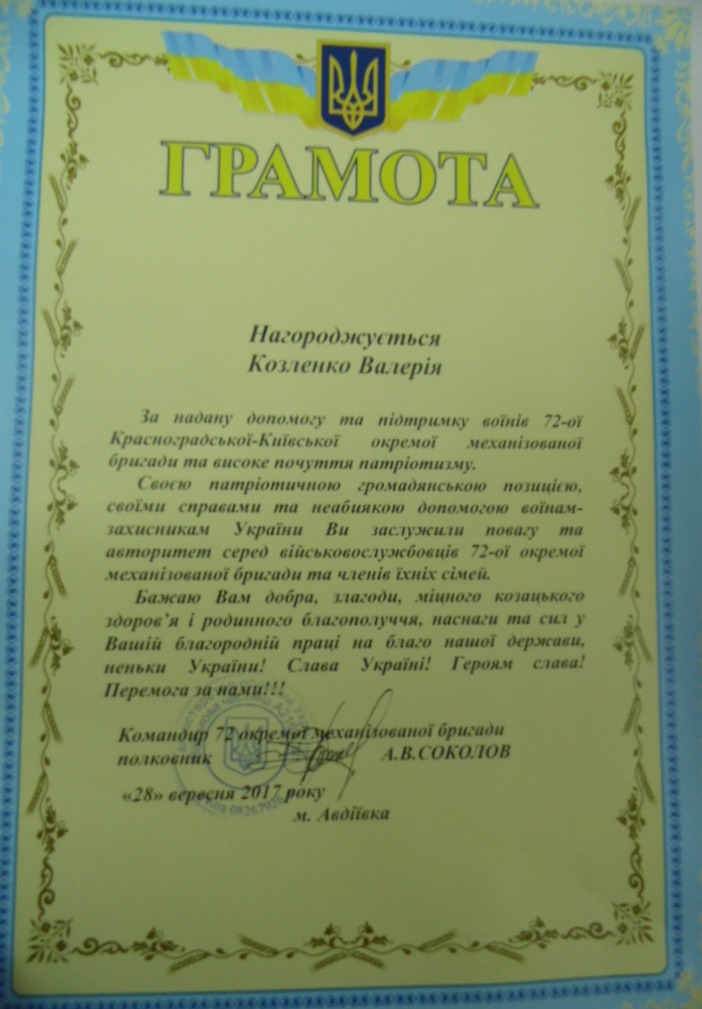 ГРАМОТА
Нагороджується
Козленко Валерія
За надану допомогу та підтримку воїнів 72-ої
Красноградської-Київської окремої механізованої
бригади та високе почуття патріотизму.
Своєю патріотичною громадянською позицією,
своїми справами та неабиякою допомогою воїнам-
захисникам України Ви заслужили повагу та
авторитет серед військовослужбовців 72-ої окремої
механізованої бригади та членів їхніх сімей.
Бажаю Вам добра, злагоди, міцного козацького
здоров'я і родинного благополуччя, наснаги та сил у
Вашій благородній праці на благо нашої держави,
неньки України! Слава Україні! Героям слава!
Перемога за нами!!!
Командир 72 окремої механізованої бригади
полковник А.В.СОКОЛОВ
«28» вересня 2017 року
м. Авдіївка